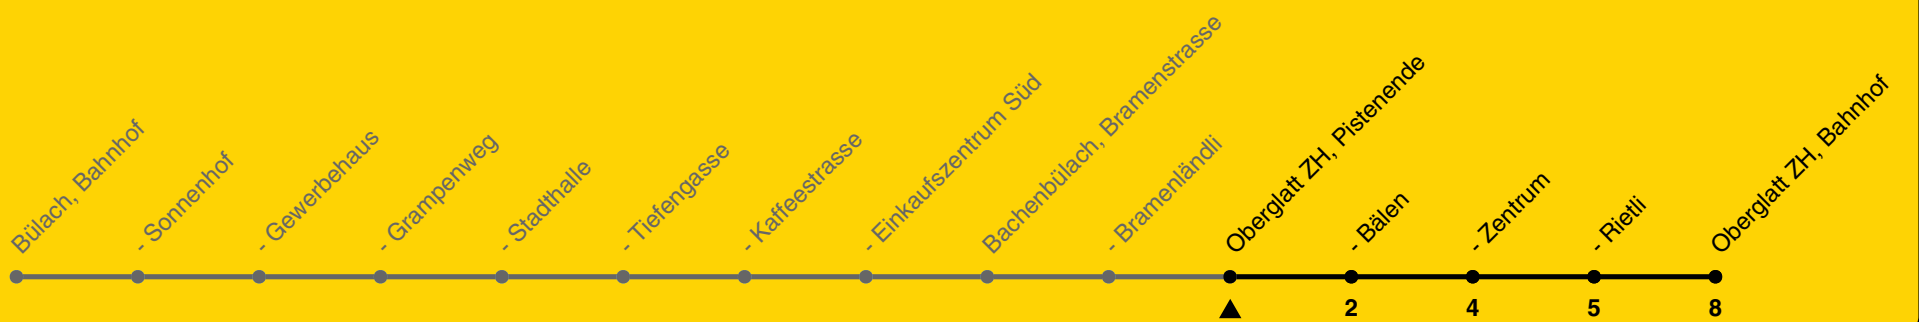 Bülach, Bahnhof
- Sonnenhof
- Gewerbehaus
- Grampenweg
- Stadthalle
- Tiefengasse
- Kaffeestrasse
- Einkaufszentrum Süd
Bachenbülach, Bramenstrasse
- Bramenländli
Oberglatt ZH, Pistenende
- Bälen
- Zentrum
- Rietli
Oberglatt ZH, Bahnhof
2 4 5 8